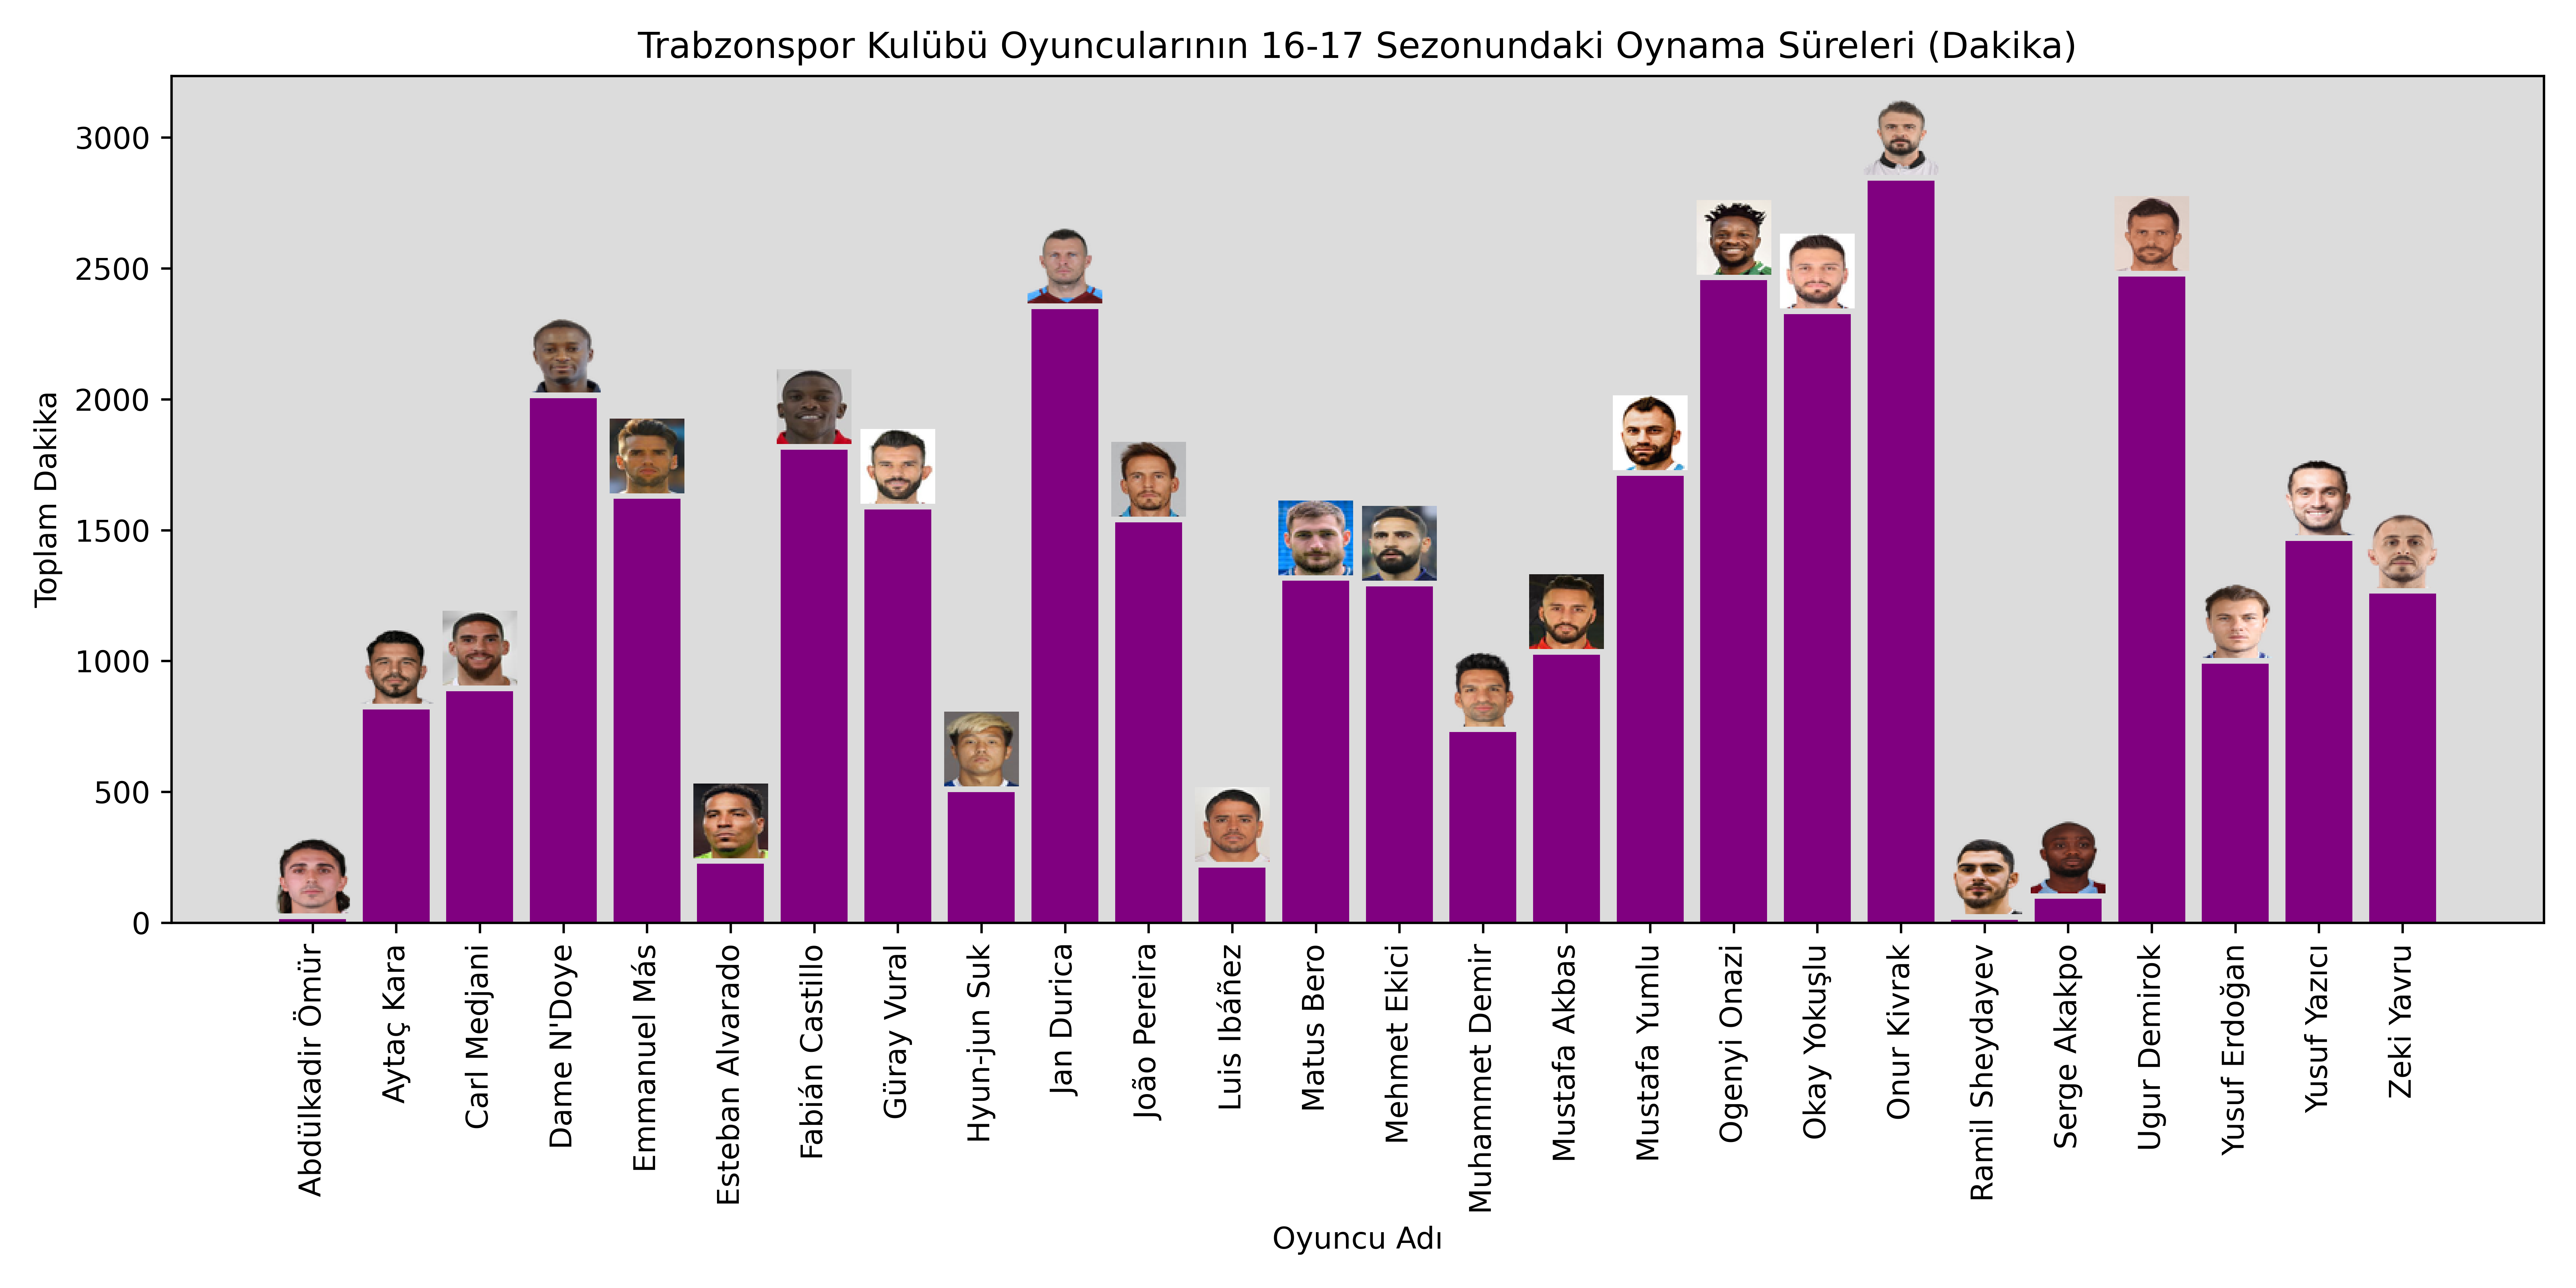 Trabzonspor Kulübü Oyuncularının 16-17 Sezonundaki Oynama Süreleri (Dakika)
Toplam Dakika
3000
2500
2000
1500
1000
500
0
Abdülkadir Ömür
Aytaç Kara
Carl Medjani
Dame N'Doye
Emmanuel Más
Esteban Alvarado
Fabián Castillo
Güray Vural
Hyun-jun Suk
Jan Durica
João Pereira
Luis Ibáñez
Matus Bero
Mehmet Ekici
Muhammet Demir
Mustafa Akbas
Mustafa Yumlu
Ogenyi Onazi
Okay Yokuşlu
Onur Kivrak
Ramil Sheydayev
Serge Akakpo
Ugur Demirok
Yusuf Erdoğan
Yusuf Yazıcı
Zeki Yavru
Oyuncu Adı